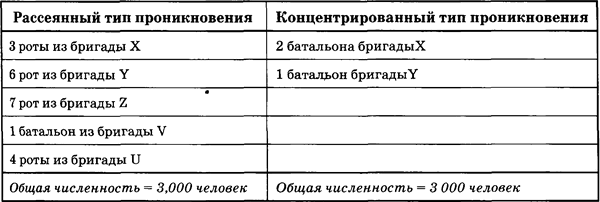 Рассеянный тип проникновения Концентрированный тип проникновения
3 роты из бригады X 2 батальона бригадыX
6 рот из бригады Y 1 батальон бригадыY
7 рот из бригады Z
1 батальон из бригады V
4 роты из бригады U
Общая численность = 3,000 человек Общая численность = 3 000 человек